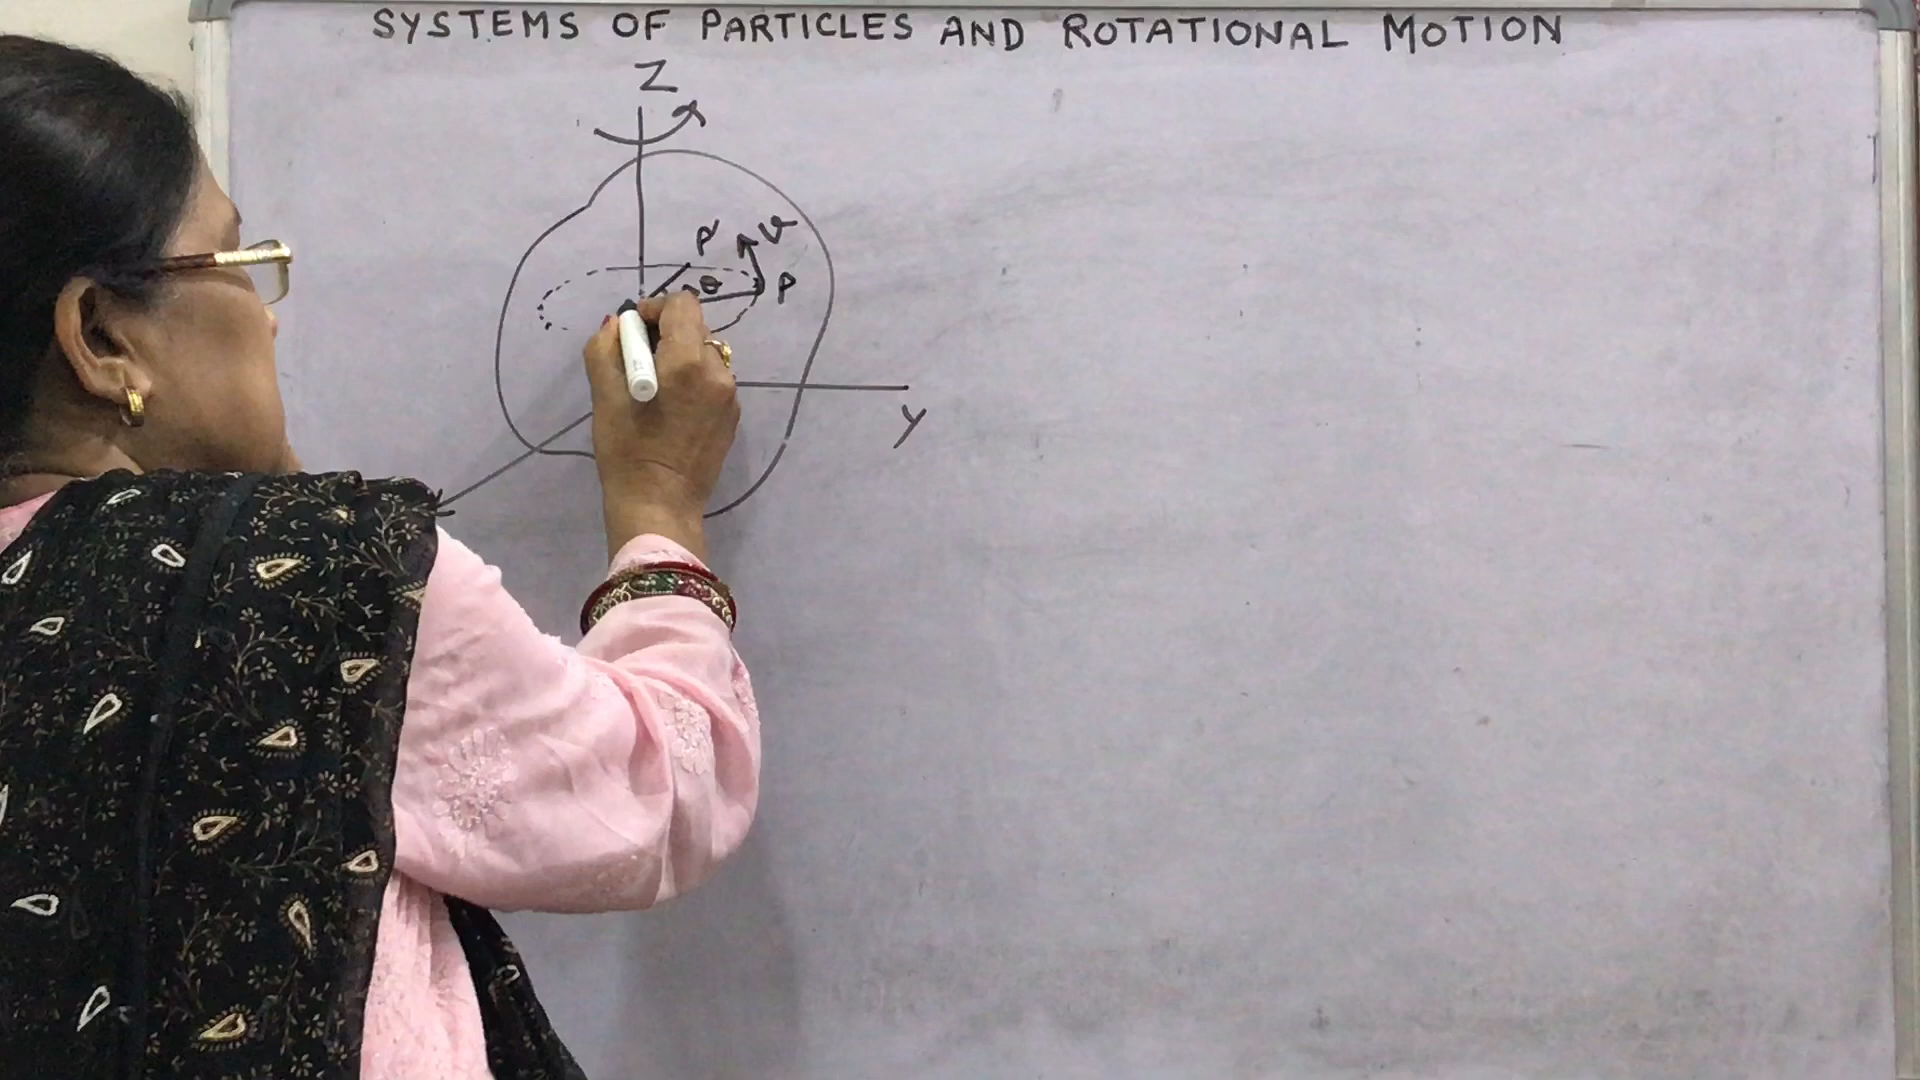 SYSTEMS OF PARTICLES AND ROTATIONAL MOTION
Z
P' v
θ P
Y